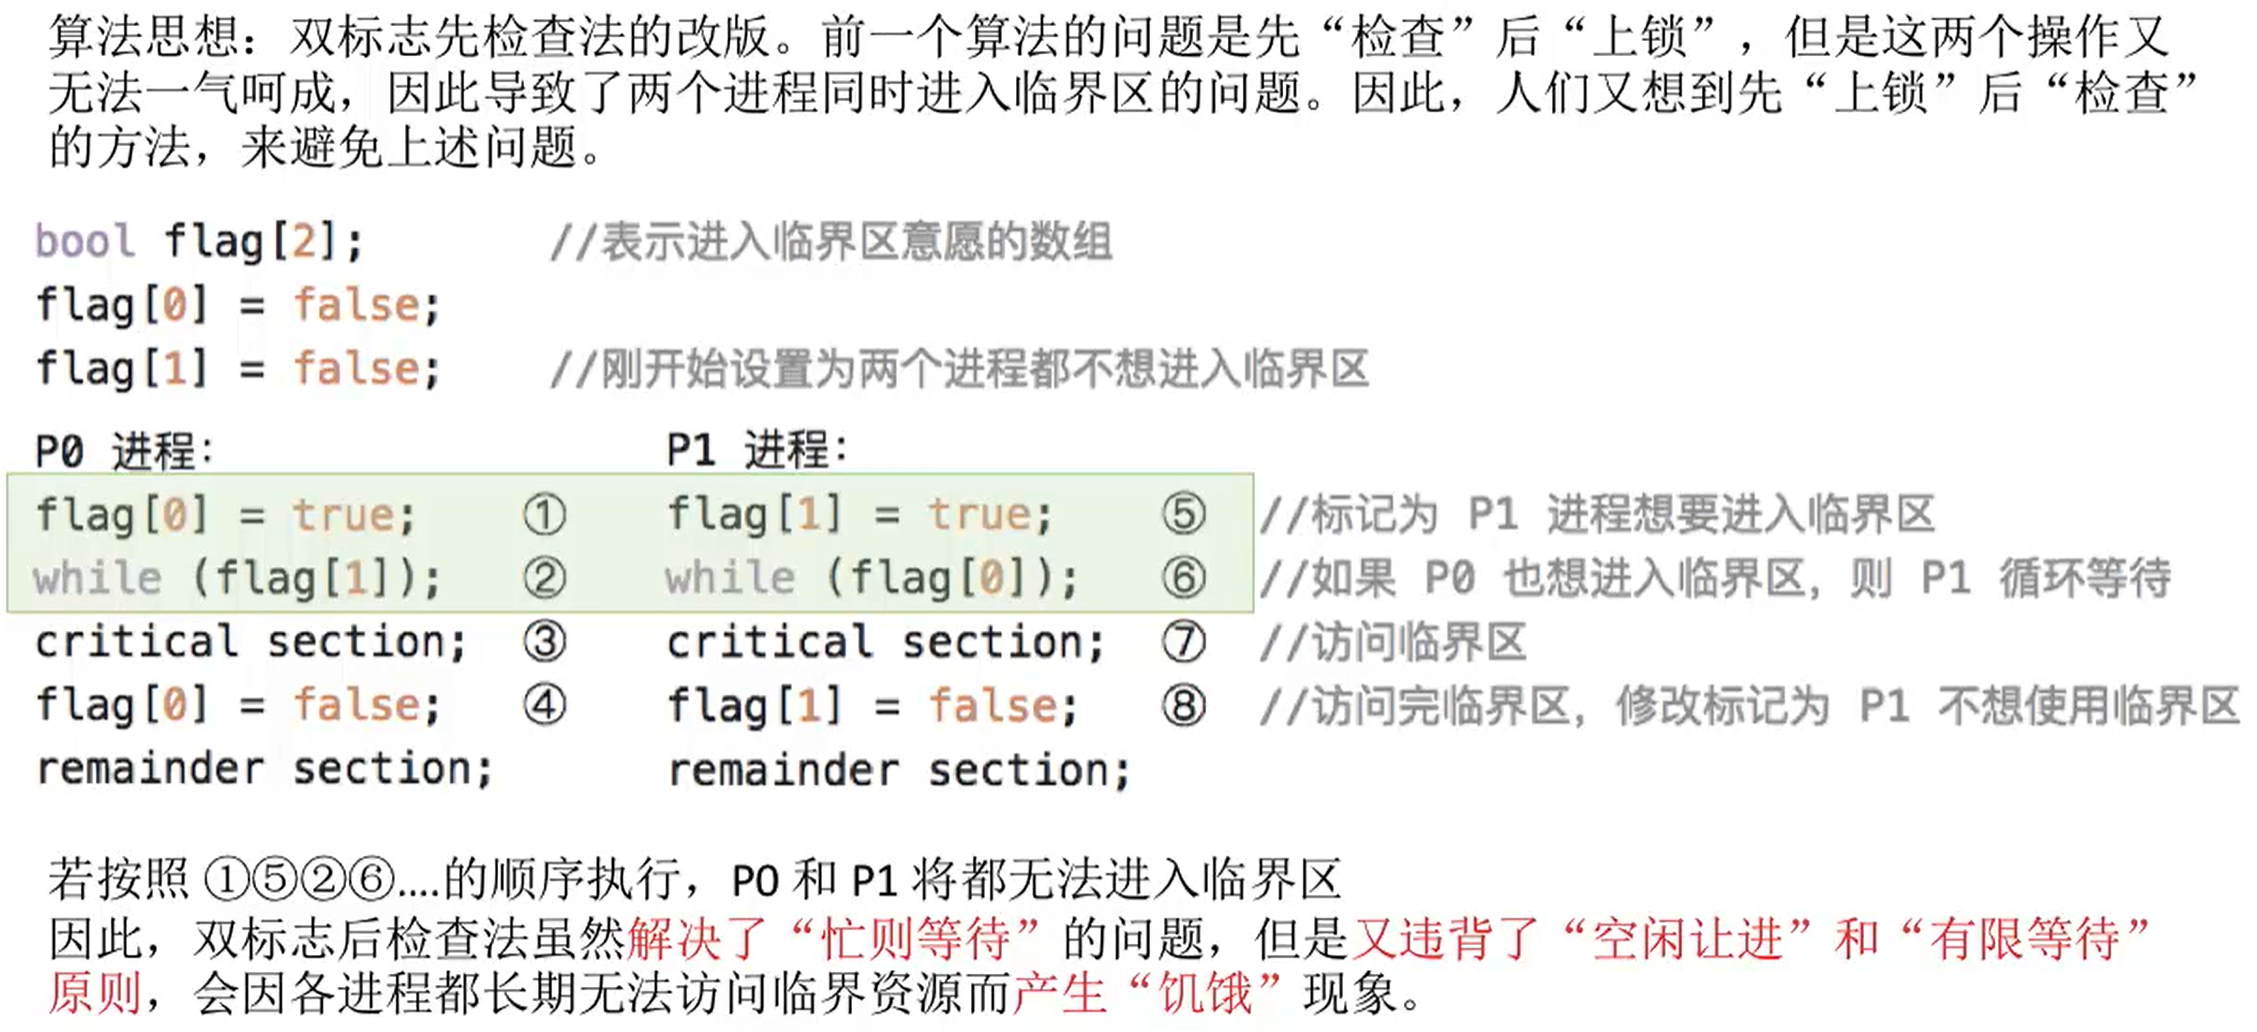 算法思想：双标志先检查法的改版。前一个算法的问题是先“检查”后“上锁”，但是这两个操作又
无法一气呵成，因此导致了两个进程同时进入临界区的问题。因此，人们又想到先“上锁”后“检查”
的方法，来避免上述问题。
bool flag[2];  //表示进入临界区意愿的数组
flag[0] = false;
flag[1] = false;  //刚开始设置为两个进程都不想进入临界区
P0 进程：  P1 进程：
flag[0] = true;  ①  flag[1] = true;  ⑤ //标记为 P1 进程想要进入临界区
while (flag[1]);  ②  while (flag[0]);  ⑥ //如果 P0 也想进入临界区，则 P1 循环等待
critical section;  ③  critical section;  ⑦ //访问临界区
flag[0] = false;  ④  flag[1] = false;  ⑧ //访问完临界区，修改标记为 P1 不想使用临界区
remainder section;  remainder section;
若按照 ①⑤②⑥....的顺序执行，P0 和 P1 将都无法进入临界区
因此，双标志后检查法虽然解决了“忙则等待”的问题，但是又违背了“空闲让进”和“有限等待”
原则，会因各进程都长期无法访问临界资源而产生“饥饿”现象。